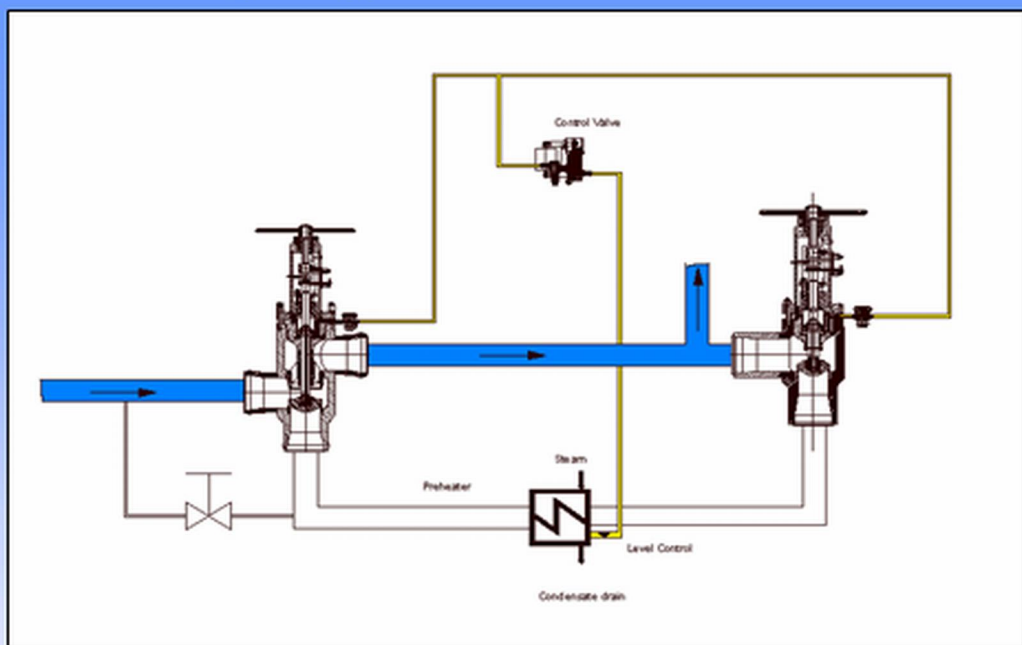 Control Valve
Steam
Preheater
Level Control
Condensate drain